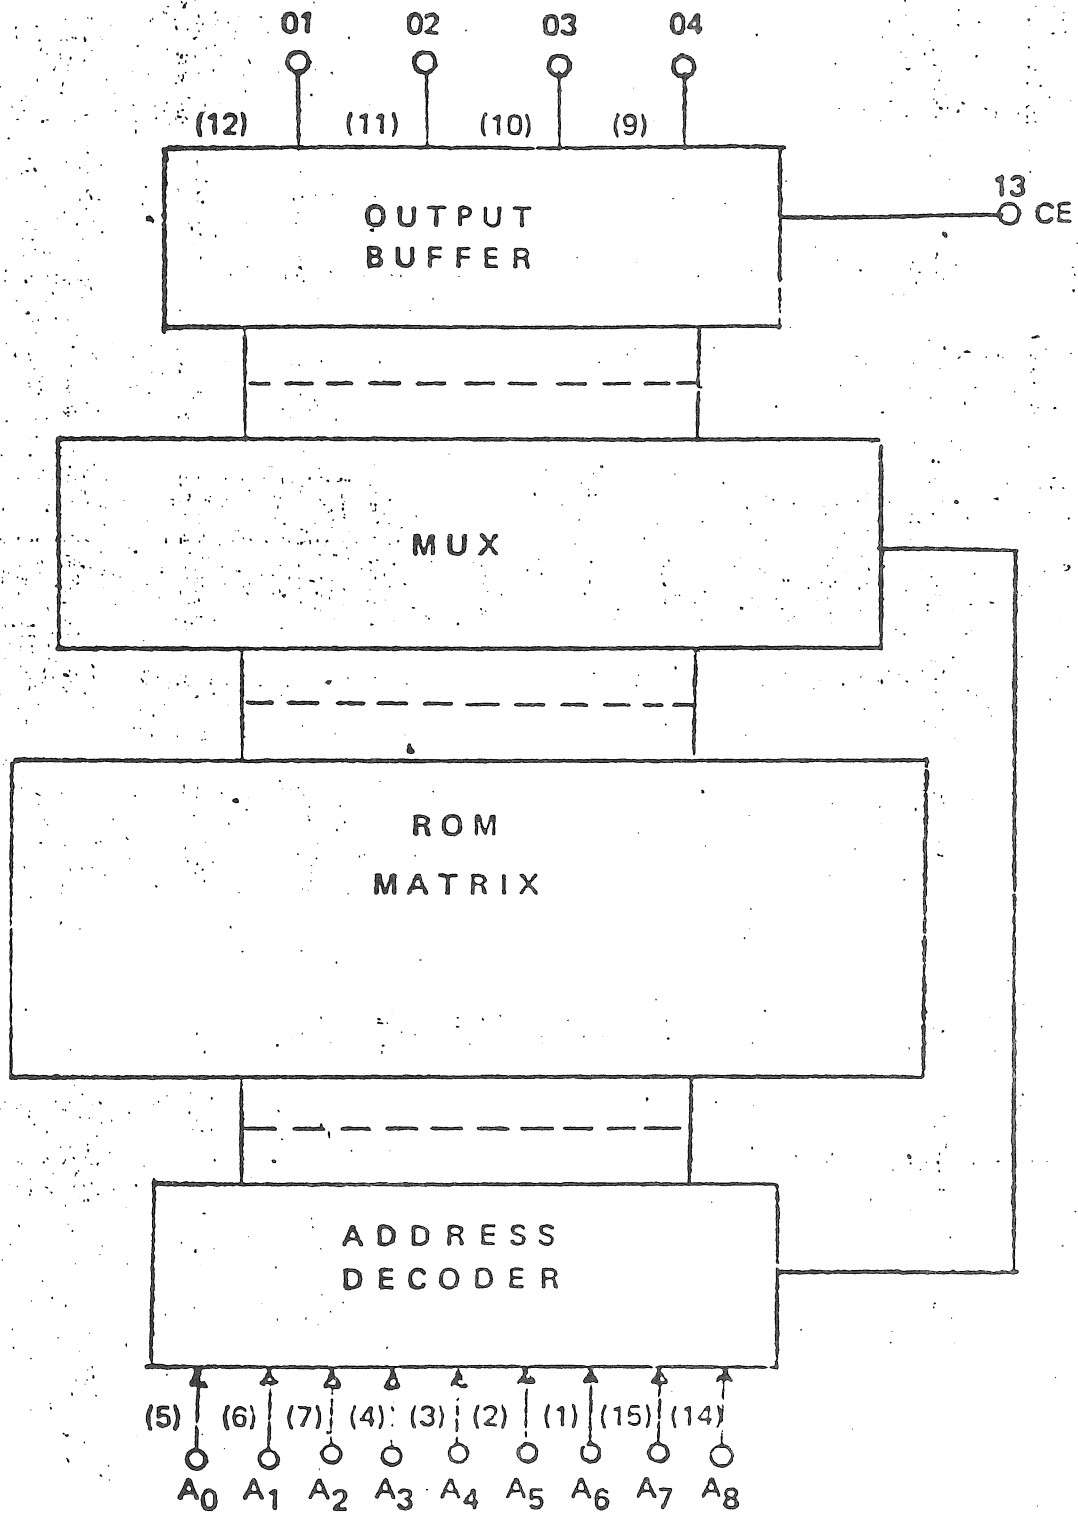 01 02 03 04
(12) (11) (10) (9)
13
CE
OUTPUT
BUFFER
MUX
ROM
MATRIX
ADDRESS
DECODER
(5) (6) (7) (4) (3) (2) (1) (15) (14)
A0 A1 A2 A3 A4 A5 A6 A7 A8